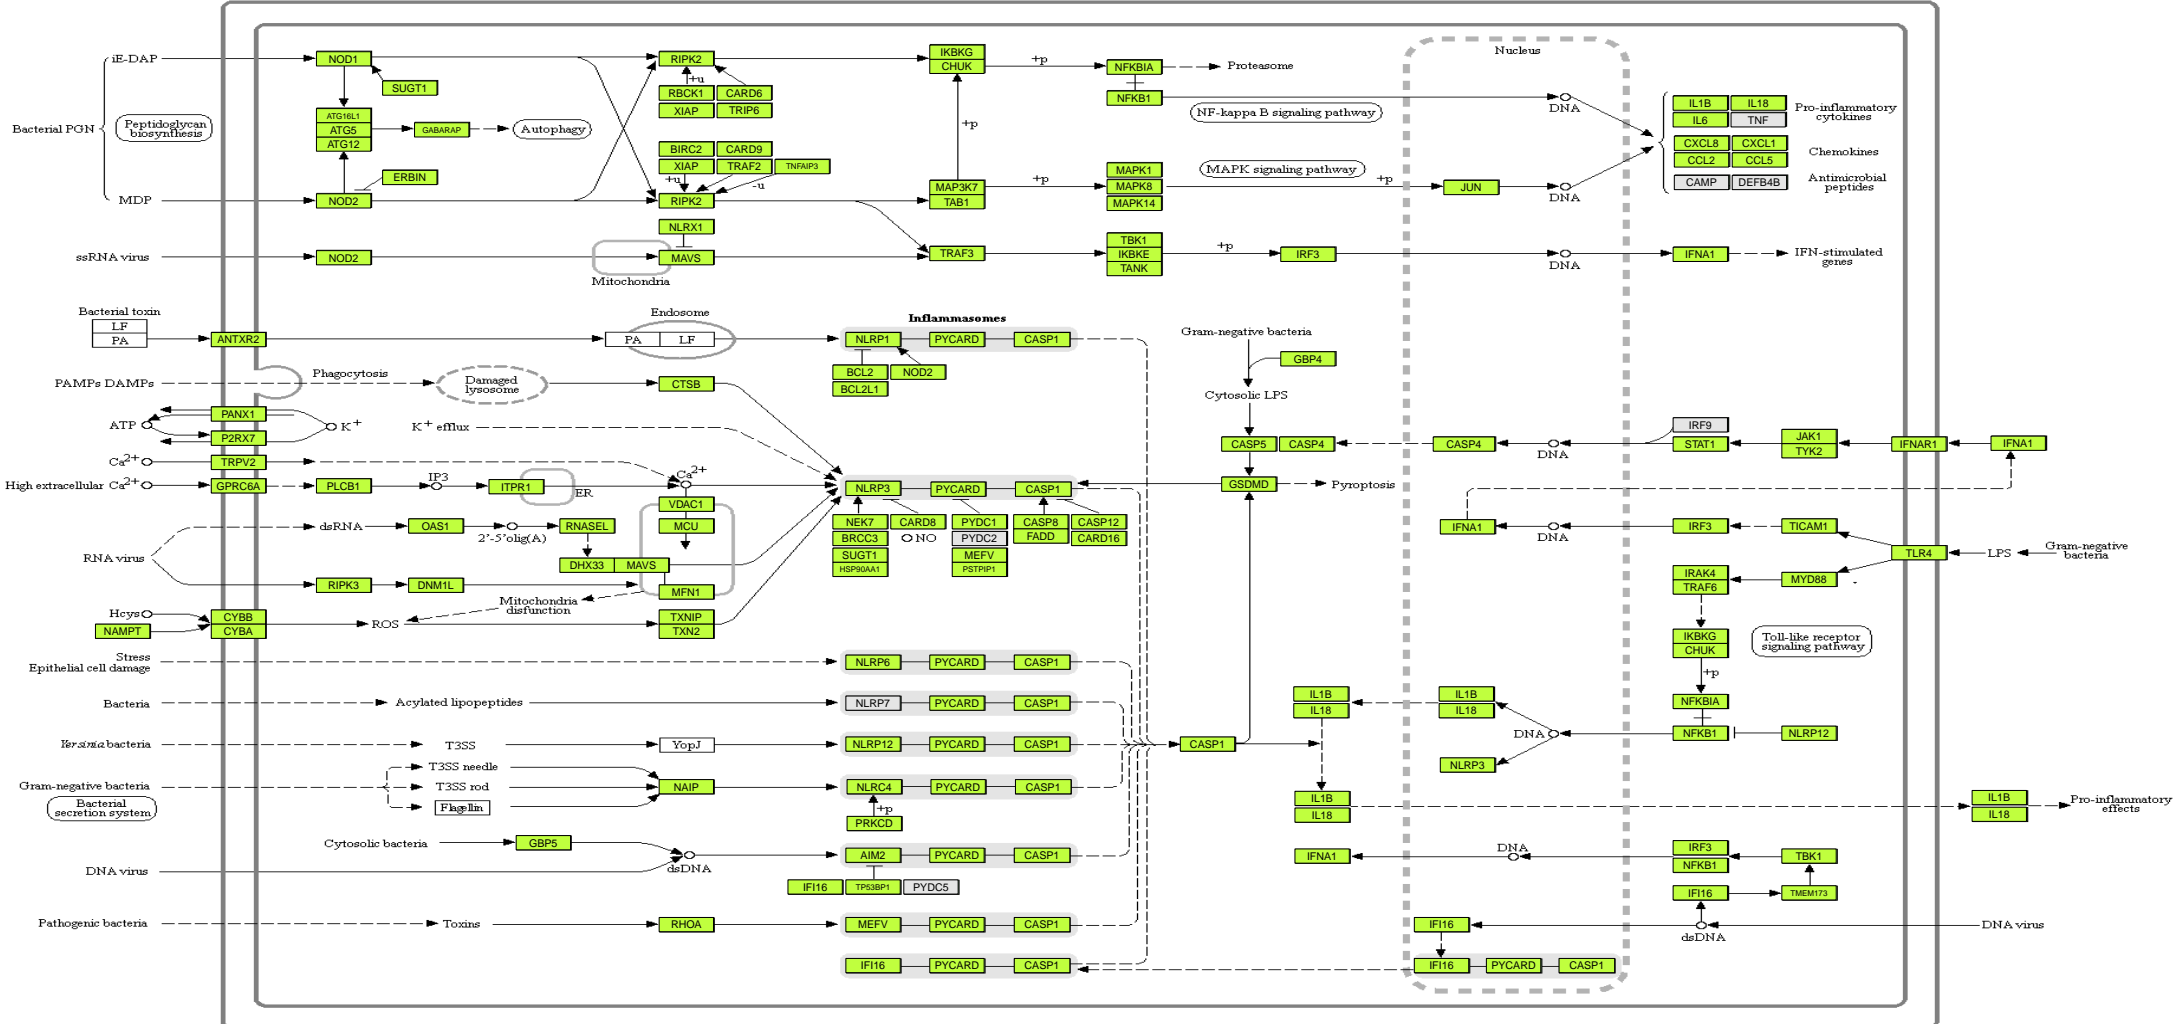 Nucleus
iE-DAP
NOD1
SUGT1
RIPK2
+u
RBCK1
CARD6
XIAP
TRIP6
IKBKG
CHUK
+p
NFKBIA
Proteasome
NFKB1
DNA
NF-kappa B signaling pathway
IL1B
IL18
IL6
TNF
Pro-inflammatory
cytokines
CXCL8
CXCL1
CCL2
CCL5
Chemokines
CAMP
DEFB4B
Antimicrobial
peptides
Bacterial PGN
Peptidoglycan
biosynthesis
ATG16L1
ATG5
ATG12
GABARAP
Autophagy
+p
BIRC2
CARD9
XIAP
TRAF2
TNFAIP3
+u
-u
ERBIN
MDP
NOD2
RIPK2
MAP3K7
TAB1
+p
MAPK1
MAPK8
MAPK14
MAPK signaling pathway
+p
JUN
DNA
NLRX1
ssRNA virus
NOD2
MAVS
Mitochondria
TRAF3
TBK1
IKBKE
TANK
+p
IRF3
DNA
IFNA1
IFN-stimulated
genes
Bacterial toxin
LF
PA
ANTXR2
Endosome
PA
LF
Inflammasomes
NLRP1
PYCARD
CASP1
BCL2
NOD2
BCL2L1
Gram-negative bacteria
GBP4
Cytosolic LPS
PAMPs DAMPs
Phagocytosis
Damaged
lysosome
CTSB
PANX1
ATP
K+
P2RX7
K+ efflux
CASP5
CASP4
CASP4
DNA
IRF9
STAT1
JAK1
TYK2
IFNAR1
IFNA1
Ca2+
TRPV2
Ca2+
High extracellular Ca2+
GPRC6A
PLCB1
IP3
ITPR1
ER
NLRP3
PYCARD
CASP1
GSDMD
Pyroptosis
VDAC1
MCU
NEK7
CARD8
PYDC1
CASP8
CASP12
BRCC3
NO
PYDC2
FADD
CARD16
SUGT1
MEFV
HSP90AA1
PSTPIP1
IFNA1
DNA
IRF3
TICAM1
TLR4
LPS
Gram-negative
bacteria
RNA virus
dsRNA
OAS1
2'-5'olig(A)
RNASEL
DHX33
MAVS
RIPK3
DNM1L
MFN1
Mitochondria
disfunction
IRAK4
TRAF6
MYD88
Hcys
NAMPT
CYBB
CYBA
ROS
TXNIP
TXN2
IKBKG
CHUK
Toll-like receptor
signaling pathway
+p
Stress
Epithelial cell damage
NLRP6
PYCARD
CASP1
Bacteria
Acylated lipopeptides
NLRP7
PYCARD
CASP1
IL1B
IL18
IL1B
IL18
NFKBIA
DNA
NFKB1
NLRP12
NLRP3
Yersinia bacteria
T3SS
YopJ
NLRP12
PYCARD
CASP1
CASP1
Gram-negative bacteria
Bacterial
secretion system
T3SS needle
T3SS rod
Flagellin
NAIP
NLRC4
PYCARD
CASP1
+p
PRKCD
IL1B
IL18
IL1B
IL18
Pro-inflammatory
effects
Cytosolic bacteria
GBP5
DNA virus
dsDNA
AIM2
PYCARD
CASP1
IFI16
TP53BP1
PYDC5
IFNA1
DNA
IRF3
NFKB1
TBK1
IFI16
TMEM173
Pathogenic bacteria
Toxins
RHOA
MEFV
PYCARD
CASP1
IFI16
dsDNA
DNA virus
IFI16
PYCARD
CASP1
IFI16
PYCARD
CASP1